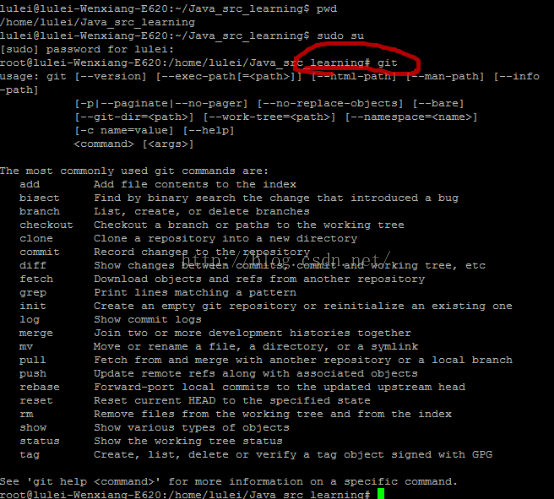 lulei@lulei-Wenxiang-E620:~/Java_src_learning$ pwd
/home/lulei/Java_src_learning
lulei@lulei-Wenxiang-E620:~/Java_src_learning$ sudo su
[sudo] password for lulei:
root@lulei-Wenxiang-E620:/home/lulei/Java_src_learning# git
usage: git [--version] [--exec-path[=<path>]] [--html-path] [--man-path] [--info
-path]
[-p|--paginate|--no-pager] [--no-replace-objects] [--bare]
[--git-dir=<path>] [--work-tree=<path>] [--namespace=<name>]
[-c name=value] [--help]
<command> [<args>]
The most commonly used git commands are:
add Add file contents to the index
bisect Find by binary search the change that introduced a bug
branch List, create, or delete branches
checkout Checkout a branch or paths to the working tree
clone Clone a repository into a new directory
commit Record changes to the repository
http://blog.csdn.net/
diff Show changes between commits, commit and working tree, etc
fetch Download objects and refs from another repository
grep Print lines matching a pattern
init Create an empty git repository or reinitialize an existing one
log Show commit logs
merge Join two or more development histories together
mv Move or rename a file, a directory, or a symlink
pull Fetch from and merge with another repository or a local branch
push Update remote refs along with associated objects
rebase Forward-port local commits to the updated upstream head
reset Reset current HEAD to the specified state
rm Remove files from the working tree and from the index
show Show various types of objects
status Show the working tree status
tag Create, list, delete or verify a tag object signed with GPG
See 'git help <command>' for more information on a specific command.
root@lulei-Wenxiang-E620:/home/lulei/Java_src_learning#